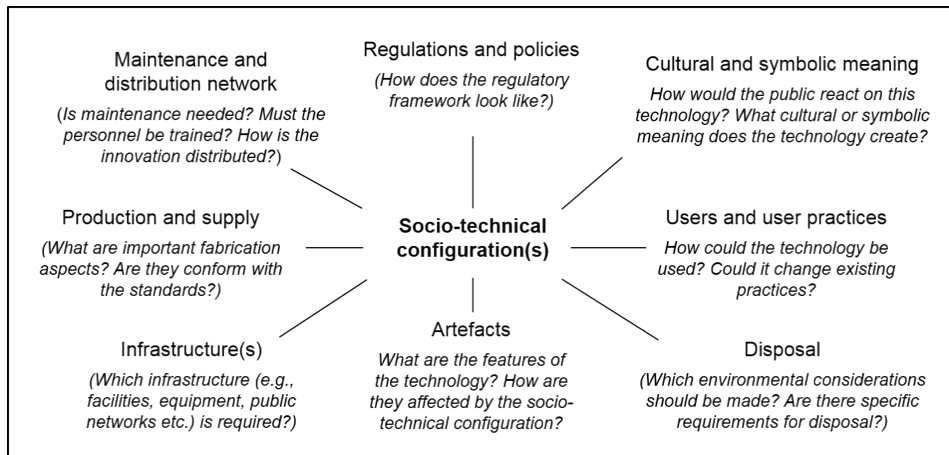 Maintenance and
distribution network
(Is maintenance needed? Must the
personnel be trained? How is the
innovation distributed?)
Regulations and policies
(How does the regulatory
framework look like?)
Cultural and symbolic meaning
How would the public react on this
technology? What cultural or symbolic
meaning does the technology create?
Production and supply
(What are important fabrication
aspects? Are they conform with
the standards?)
Socio-technical
configuration(s)
Users and user practices
How could the technology be
used? Could it change existing
practices?
Infrastructure(s)
(Which infrastructure (e.g.,
facilities, equipment, public
networks etc.) is required?)
Artefacts
What are the features of
the technology? How are
they affected by the socio-
technical configuration?
Disposal
(Which environmental considerations
should be made? Are there specific
requirements for disposal?)